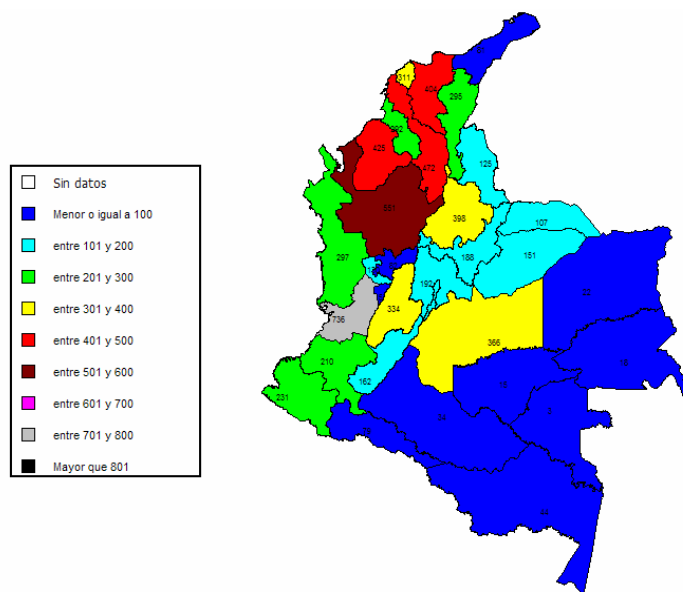 311
404
295
292
425
125
472
551
398
107
Sin datos
Menor o igual a 100
entre 101 y 200
entre 201 y 300
entre 301 y 400
entre 401 y 500
entre 501 y 600
entre 601 y 700
entre 701 y 800
Mayor que 801
188
151
297
192
334
736
366
210
162
231